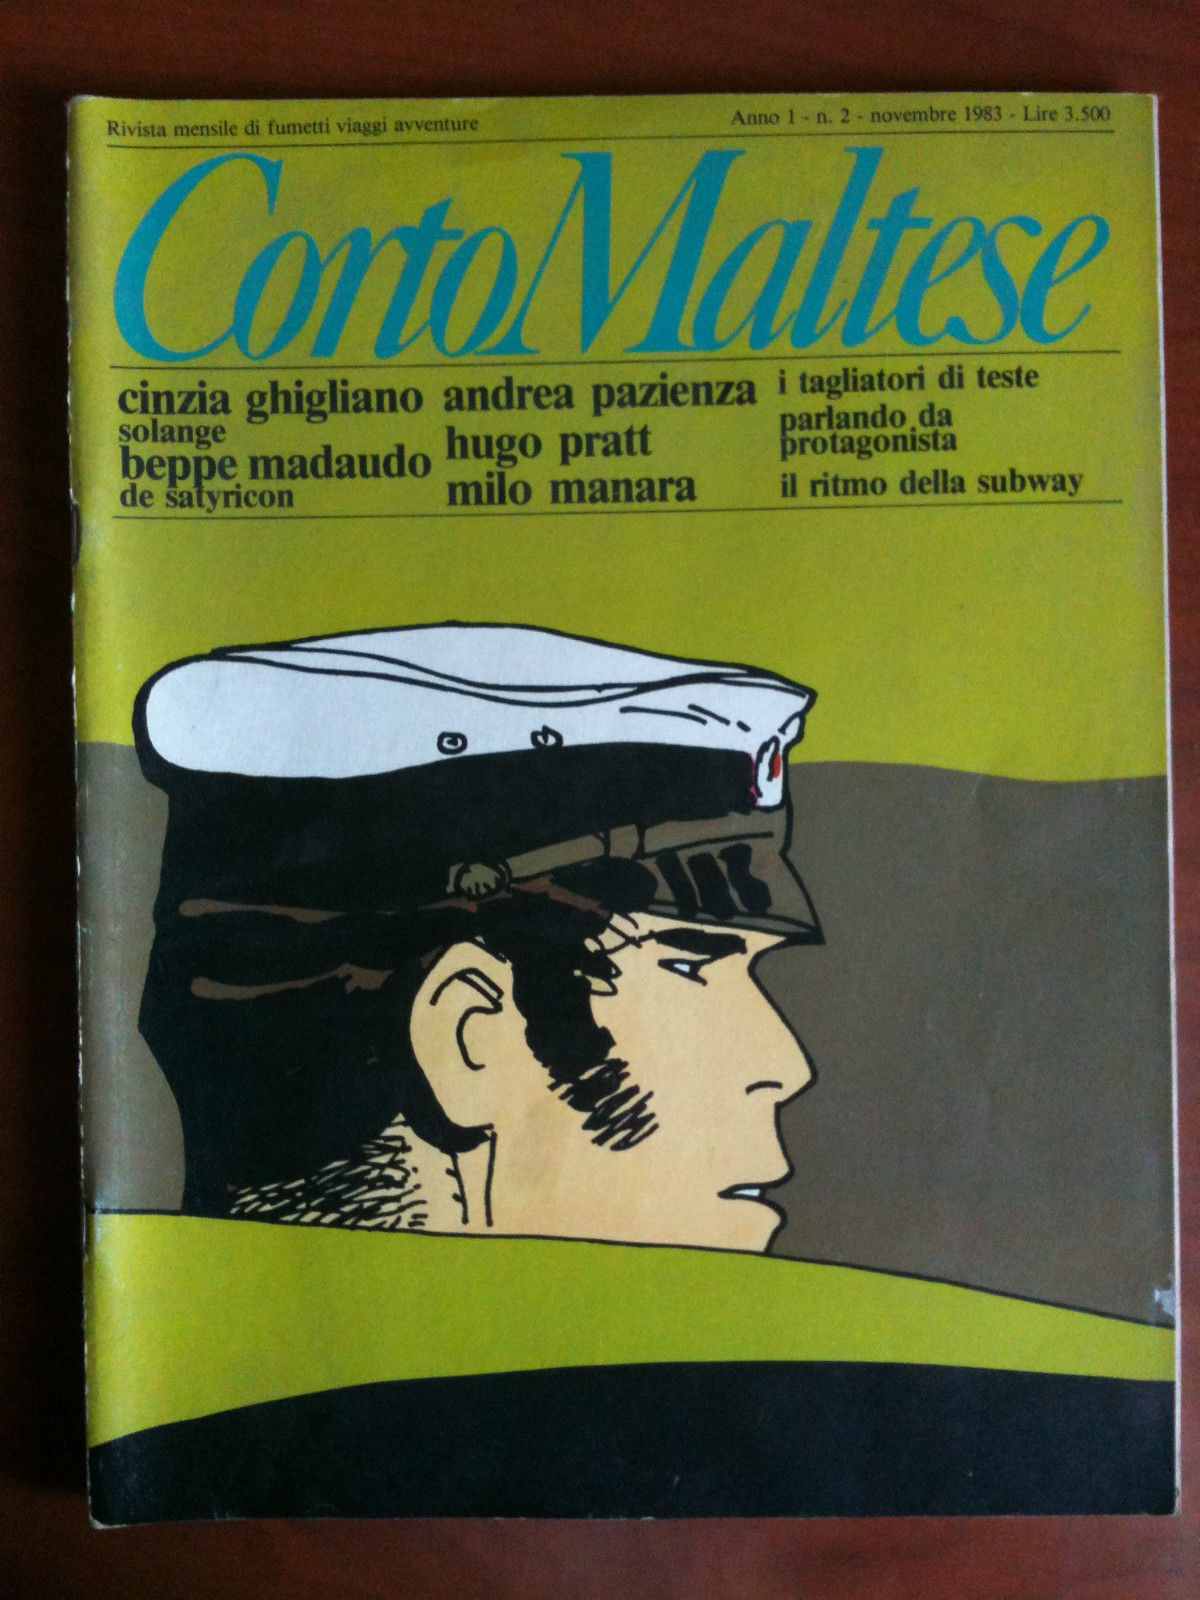 Rivista mensile di fumetti viaggi avventure
Anno 1 - n. 2 - novembre 1983 - Lire 3.500
Corto Maltese
cinzia ghigliano
solange
beppe madaudo
de satyricon
andrea pazienza
hugo pratt
milo manara
i tagliatori di teste
parlando da
protagonista
il ritmo della subway